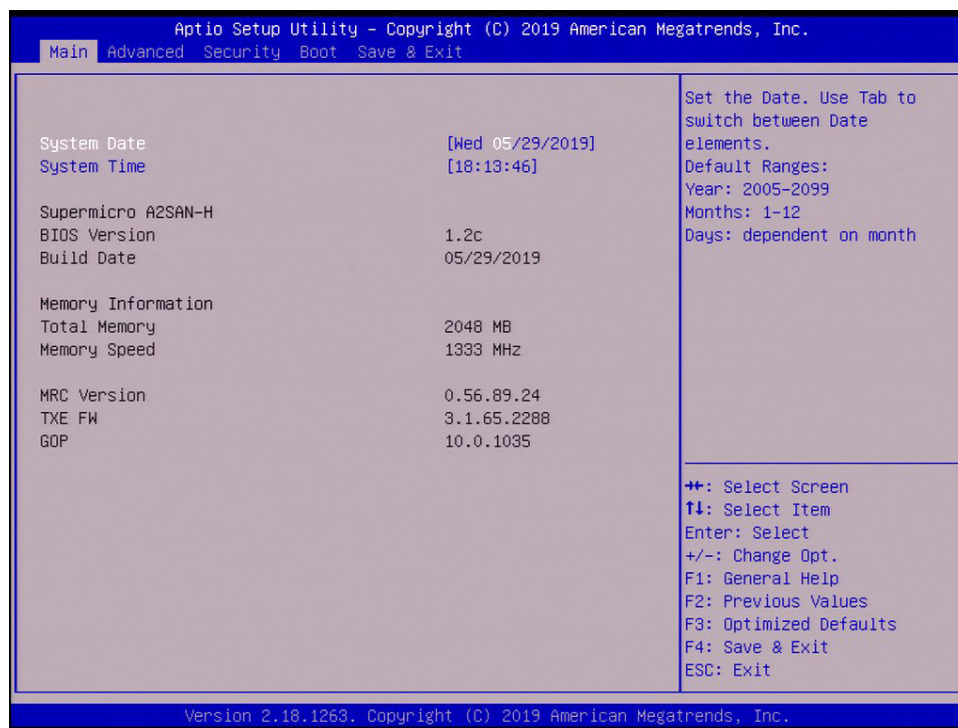 Aptio Setup Utility - Copyright (C) 2019 American Megatrends, Inc.
Main Advanced Security Boot Save & Exit
System Date [Wed 05/29/2019]
System Time [18:13:46]
Supermicro A2SAN-H
BIOS Version 1.2c
Build Date 05/29/2019
Memory Information
Total Memory 2048 MB
Memory Speed 1333 MHz
MRC Version 0.56.89.24
TXE FW 3.1.65.2288
GOP 10.0.1035
Set the Date. Use Tab to
switch between Date
elements.
Default Ranges:
Year: 2005-2099
Months: 1-12
Days: dependent on month
→←: Select Screen
↑↓: Select Item
Enter: Select
+/-: Change Opt.
F1: General Help
F2: Previous Values
F3: Optimized Defaults
F4: Save & Exit
ESC: Exit
Version 2.18.1263. Copyright (C) 2019 American Megatrends, Inc.